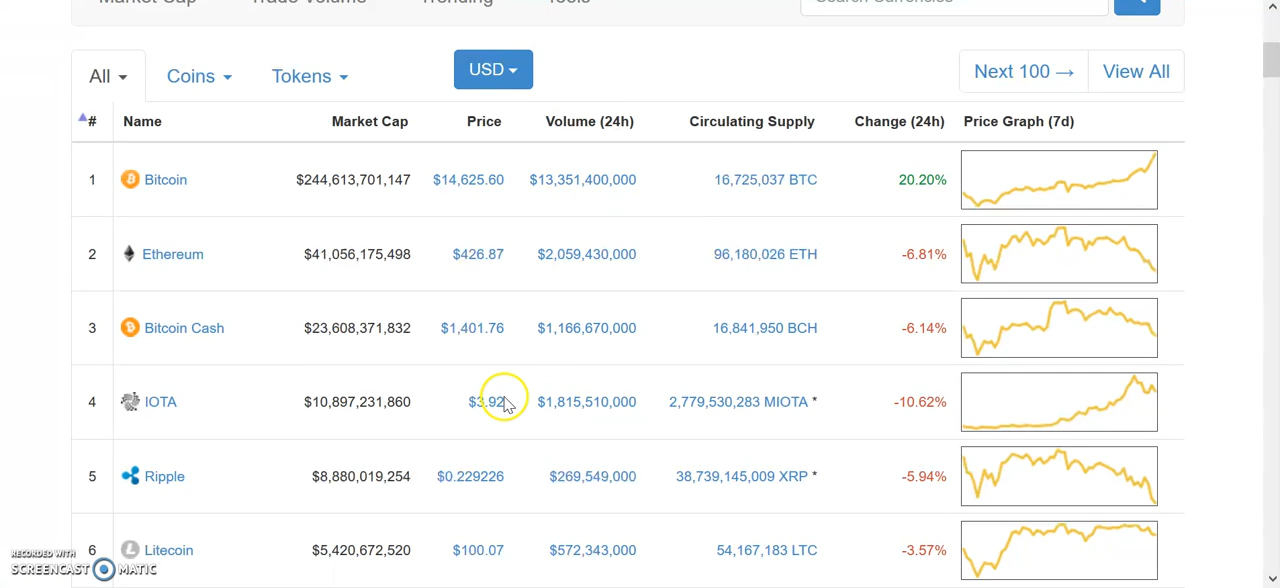 Market Cap Trade Volume Trending Tools Search Currencies
All Coins Tokens USD Next 100 → View All
# Name Market Cap Price Volume (24h) Circulating Supply Change (24h) Price Graph (7d)
1 Bitcoin $244,613,701,147 $14,625.60 $13,351,400,000 16,725,037 BTC 20.20%
2 Ethereum $41,056,175,498 $426.87 $2,059,430,000 96,180,026 ETH -6.81%
3 Bitcoin Cash $23,608,371,832 $1,401.76 $1,166,670,000 16,841,950 BCH -6.14%
4 IOTA $10,897,231,860 $3.92 $1,815,510,000 2,779,530,283 MIOTA * -10.62%
5 Ripple $8,880,019,254 $0.229226 $269,549,000 38,739,145,009 XRP * -5.94%
6 Litecoin $5,420,672,520 $100.07 $572,343,000 54,167,183 LTC -3.57%
RECORDED WITH
SCREENCAST MATIC